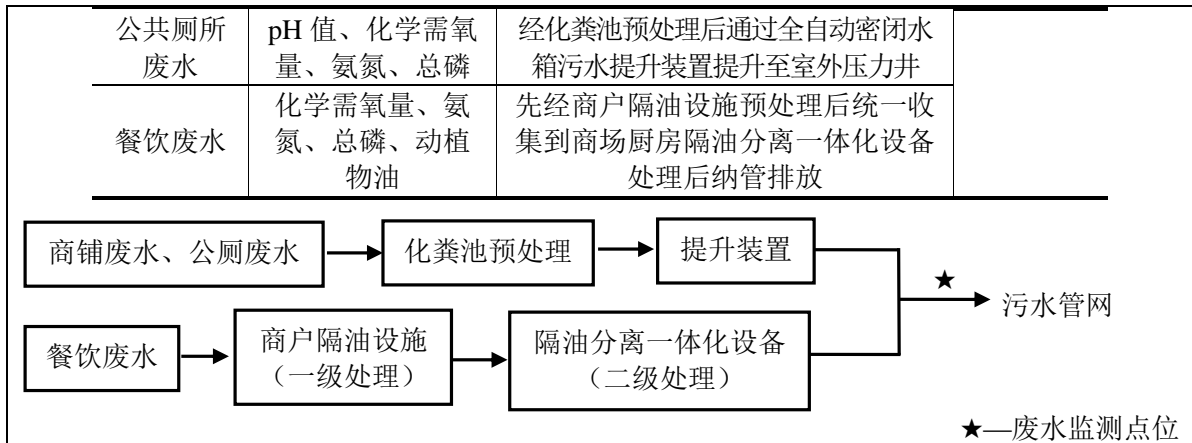 公共厕所
废水
pH 值、化学需氧
量、氨氮、总磷
经化粪池预处理后通过全自动密闭水
箱污水提升装置提升至室外压力井
餐饮废水
化学需氧量、氨
氮、总磷、动植
物油
先经商户隔油设施预处理后统一收
集到商场厨房隔油分离一体化设备
处理后纳管排放
商铺废水、公厕废水
化粪池预处理
提升装置
★
污水管网
餐饮废水
商户隔油设施
（一级处理）
隔油分离一体化设备
（二级处理）
★—废水监测点位